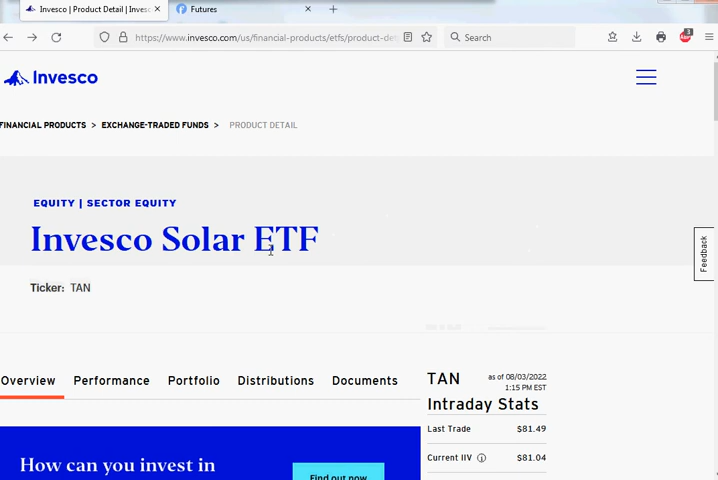 Invesco | Product Detail | Invesc
Futures
https://www.invesco.com/us/financial-products/etfs/product-det
Search
3
Invesco
FINANCIAL PRODUCTS > EXCHANGE-TRADED FUNDS > PRODUCT DETAIL
EQUITY | SECTOR EQUITY
Invesco Solar ETF
Feedback
Ticker: TAN
Overview Performance Portfolio Distributions Documents
TAN as of 08/03/2022
1:15 PM EST
Intraday Stats
Last Trade $81.49
Current IIV $81.04
How can you invest in
Find out now